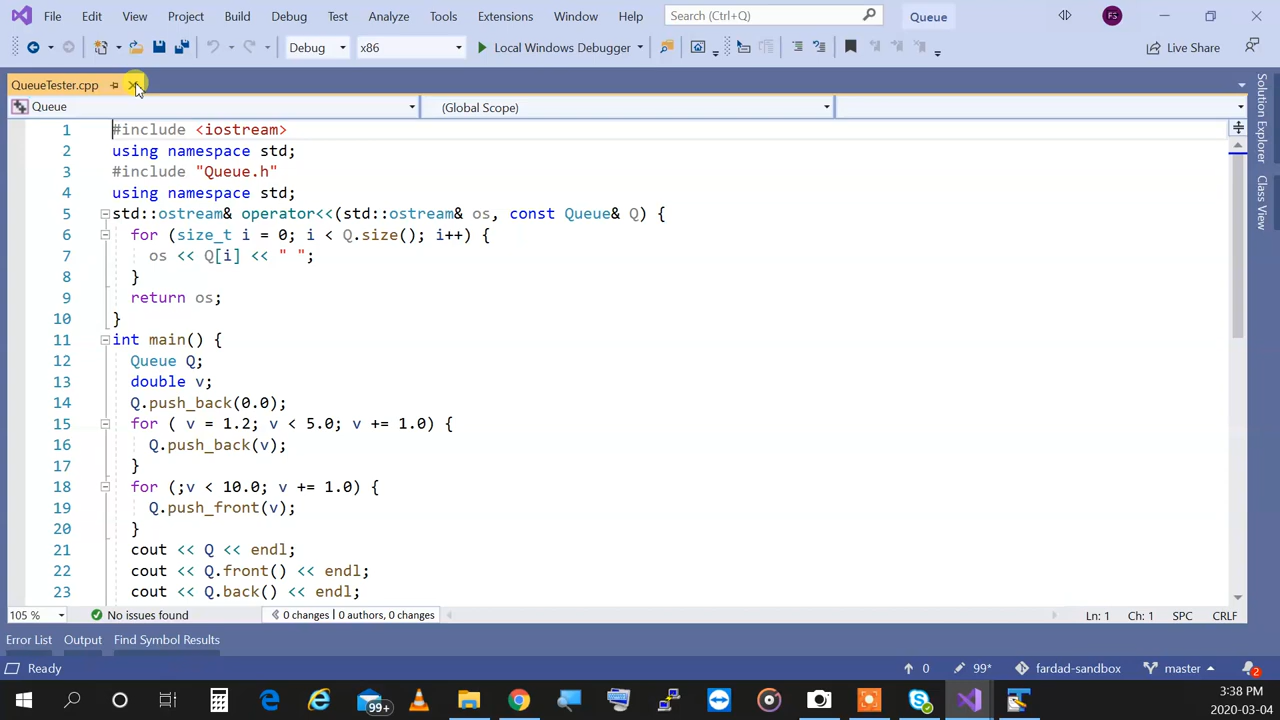 File Edit View Project Build Debug Test Analyze Tools Extensions Window Help Search (Ctrl+Q) Queue FS
Debug x86 Local Windows Debugger Live Share
QueueTester.cpp
Queue (Global Scope)
1 #include <iostream>
2 using namespace std;
3 #include "Queue.h"
4 using namespace std;
5 std::ostream& operator<<(std::ostream& os, const Queue& Q) {
6 for (size_t i = 0; i < Q.size(); i++) {
7 os << Q[i] << " ";
8 }
9 return os;
10 }
11 int main() {
12 Queue Q;
13 double v;
14 Q.push_back(0.0);
15 for ( v = 1.2; v < 5.0; v += 1.0) {
16 Q.push_back(v);
17 }
18 for (;v < 10.0; v += 1.0) {
19 Q.push_front(v);
20 }
21 cout << Q << endl;
22 cout << Q.front() << endl;
23 cout << Q.back() << endl;
Solution Explorer
Class View
105 % No issues found 0 changes | 0 authors, 0 changes Ln: 1 Ch: 1 SPC CRLF
Error List Output Find Symbol Results
Ready 0 99* fardad-sandbox master 2
99+
3:38 PM
2020-03-04